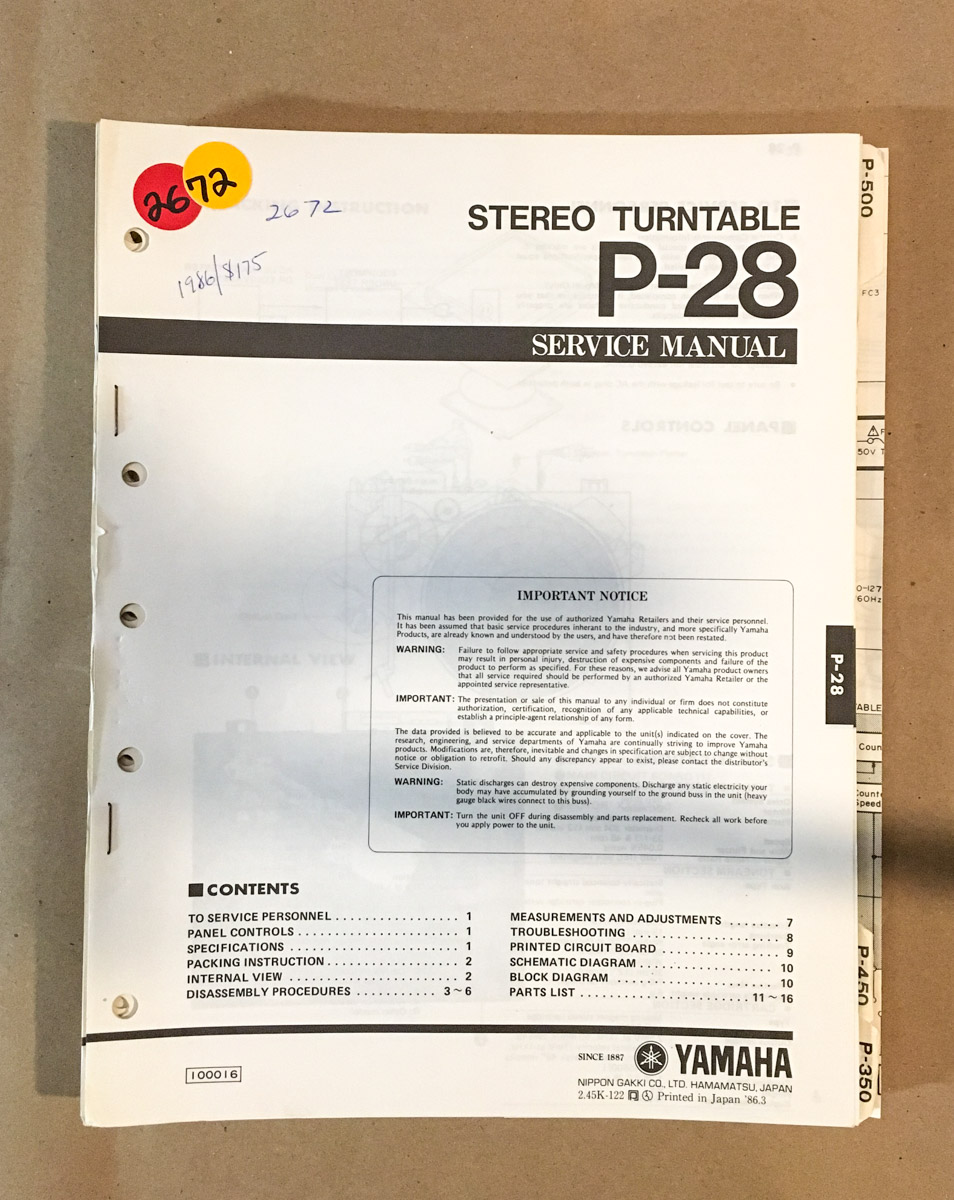 2672
2672
1986/$175
STEREO TURNTABLE
P-28
SERVICE MANUAL
IMPORTANT NOTICE
This manual has been provided for the use of authorized Yamaha Retailers and their service personnel.
It has been assumed that basic service procedures inherant to the industry, and more specifically Yamaha
Products, are already known and understood by the users, and have therefore not been restated.
WARNING: Failure to follow appropriate service and safety procedures when servicing this product
may result in personal injury, destruction of expensive components and failure of the
product to perform as specified. For these reasons, we advise all Yamaha product owners
that all service required should be performed by an authorized Yamaha Retailer or the
appointed service representative.
IMPORTANT: The presentation or sale of this manual to any individual or firm does not constitute
authorization, certification, recognition of any applicable technical capabilities, or
establish a principle-agent relationship of any form.
The data provided is believed to be accurate and applicable to the unit(s) indicated on the cover. The
research, engineering, and service departments of Yamaha are continually striving to improve Yamaha
products. Modifications are, therefore, inevitable and changes in specification are subject to change without
notice or obligation to retrofit. Should any discrepancy appear to exist, please contact the distributor's
Service Division.
WARNING: Static discharges can destroy expensive components. Discharge any static electricity your
body may have accumulated by grounding yourself to the ground buss in the unit (heavy
gauge black wires connect to this buss).
IMPORTANT: Turn the unit OFF during disassembly and parts replacement. Recheck all work before
you apply power to the unit.
■ CONTENTS
TO SERVICE PERSONNEL ................. 1
PANEL CONTROLS ...................... 1
SPECIFICATIONS ....................... 1
PACKING INSTRUCTION .................. 2
INTERNAL VIEW ....................... 2
DISASSEMBLY PROCEDURES ........... 3 ~ 6
MEASUREMENTS AND ADJUSTMENTS ....... 7
TROUBLESHOOTING .................... 8
PRINTED CIRCUIT BOARD ................ 9
SCHEMATIC DIAGRAM .................. 10
BLOCK DIAGRAM ..................... 10
PARTS LIST ....................... 11 ~ 16
100016
SINCE 1887 YAMAHA
NIPPON GAKKI CO., LTD. HAMAMATSU, JAPAN
2.45K-122 Printed in Japan '86.3
P-500
FC3
50V T
0-127
60Hz
P-28
ABLE
Coun
Counte
Speed
P-450
P-350